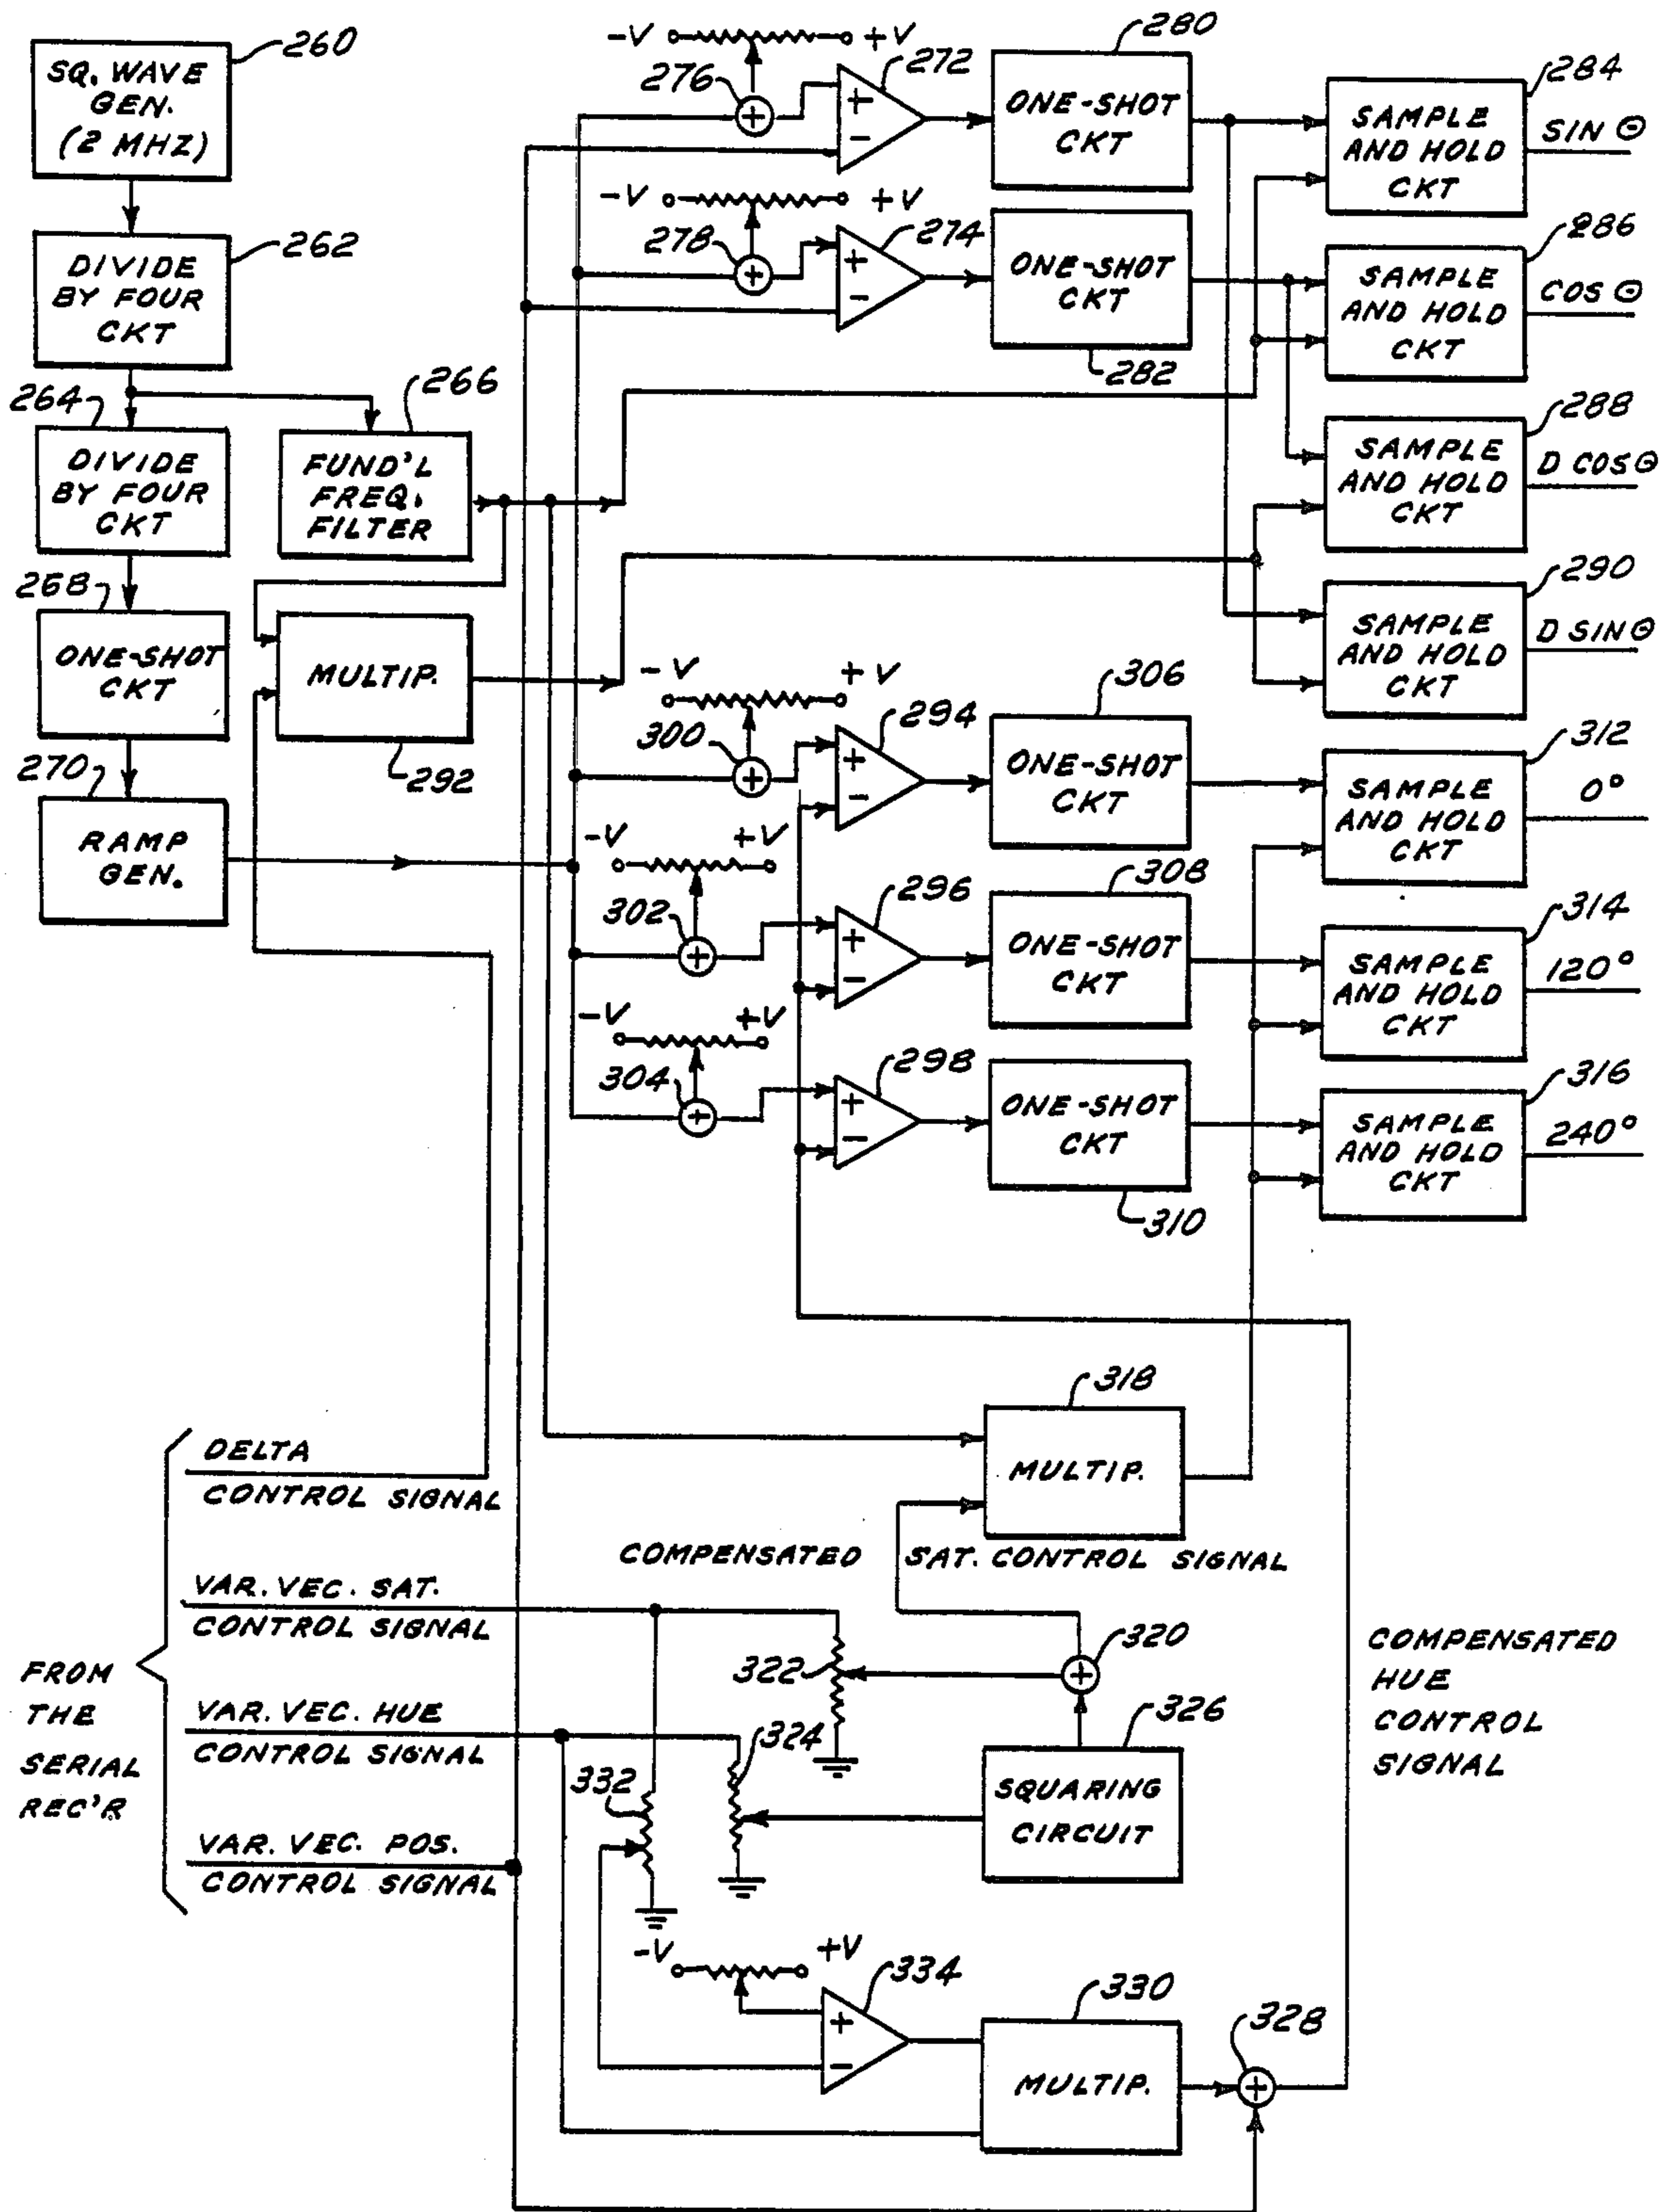 260
SQ. WAVE
GEN.
(2 MHZ)
262
DIVIDE
BY FOUR
CKT
264
DIVIDE
BY FOUR
CKT
266
FUND'L
FREQ.
FILTER
268
ONE-SHOT
CKT
MULTIP.
292
270
RAMP
GEN.
-V
+V
276
+
+
-
272
280
ONE-SHOT
CKT
284
SAMPLE
AND HOLD
CKT
SIN Θ
-V
+V
278
+
+
-
274
ONE-SHOT
CKT
282
286
SAMPLE
AND HOLD
CKT
COS Θ
288
SAMPLE
AND HOLD
CKT
D COS Θ
290
SAMPLE
AND HOLD
CKT
D SIN Θ
-V
+V
300
+
+
-
294
306
ONE-SHOT
CKT
312
SAMPLE
AND HOLD
CKT
0°
-V
+V
302
+
+
-
296
308
ONE-SHOT
CKT
314
SAMPLE
AND HOLD
CKT
120°
-V
+V
304
+
+
-
298
ONE-SHOT
CKT
310
316
SAMPLE
AND HOLD
CKT
240°
318
MULTIP.
DELTA
CONTROL SIGNAL
COMPENSATED SAT. CONTROL SIGNAL
VAR. VEC. SAT.
CONTROL SIGNAL
322
+
320
COMPENSATED
HUE
CONTROL
SIGNAL
FROM
THE
SERIAL
REC'R
VAR. VEC. HUE
CONTROL SIGNAL
332
324
326
SQUARING
CIRCUIT
VAR. VEC. POS.
CONTROL SIGNAL
-V
+V
+
-
334
330
MULTIP.
328
+